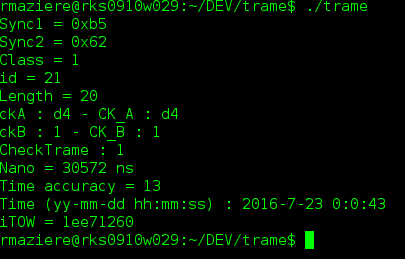 rmaziere@rks0910w029:~/DEV/trame$ ./trame
Sync1 = 0xb5
Sync2 = 0x62
Class = 1
id = 21
Length = 20
ckA : d4 - CK_A : d4
ckB : 1 - CK_B : 1
CheckTrame : 1
Nano = 30572 ns
Time accuracy = 13
Time (yy-mm-dd hh:mm:ss) : 2016-7-23 0:0:43
iTOW = 1ee71260
rmaziere@rks0910w029:~/DEV/trame$